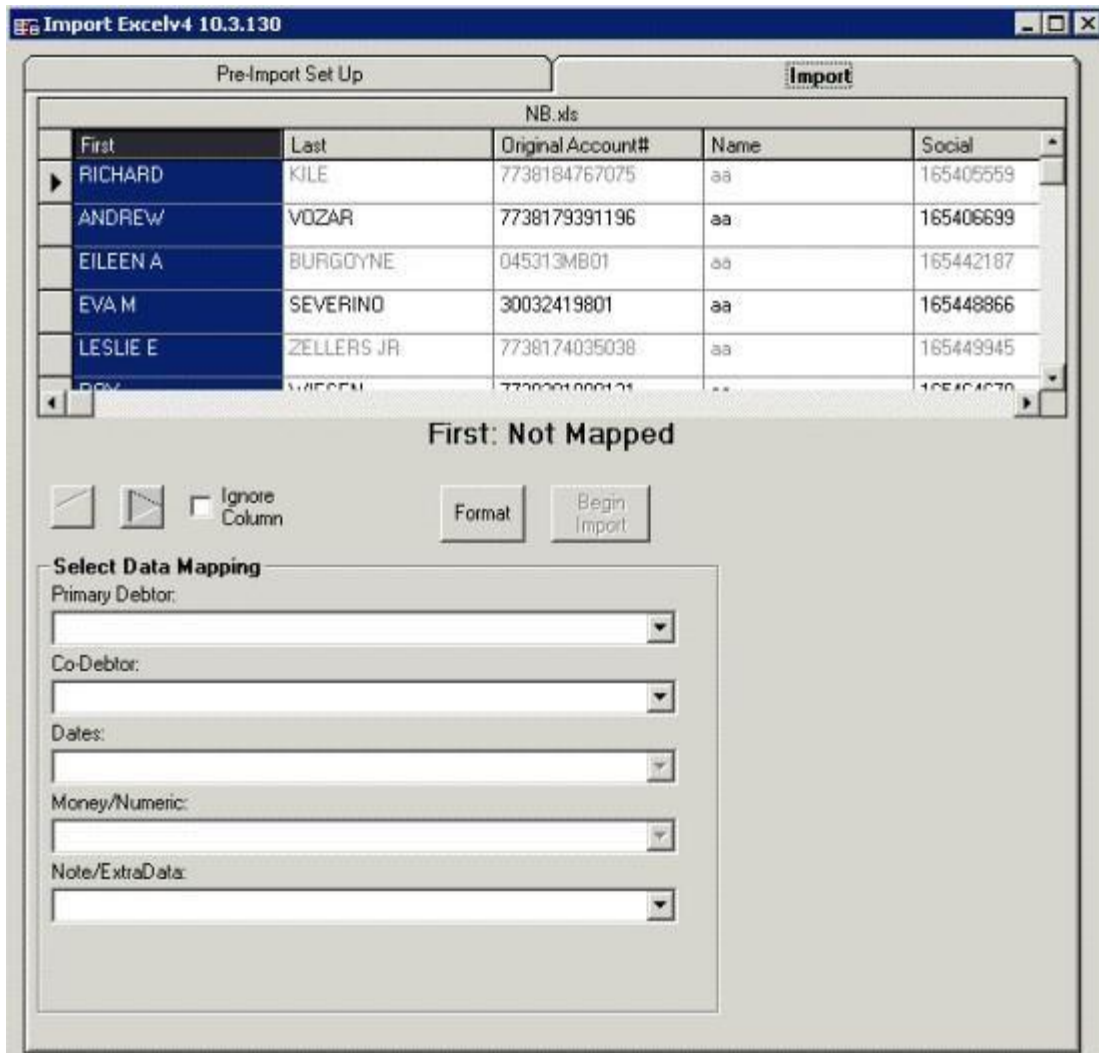 Import Excelv4 10.3.130
Pre-Import Set Up Import
NB.xls
First Last Original Account# Name Social
RICHARD KILE 7738184767075 aa 165405559
ANDREW VOZAR 7738179391196 aa 165406699
EILEEN A BURGOYNE 045313MB01 aa 165442187
EVA M SEVERINO 30032419801 aa 165448866
LESLIE E ZELLERS JR 7738174035038 aa 165449945
First: Not Mapped
Ignore
Column
Format
Begin
Import
Select Data Mapping
Primary Debtor:
Co-Debtor:
Dates:
Money/Numeric:
Note/ExtraData: